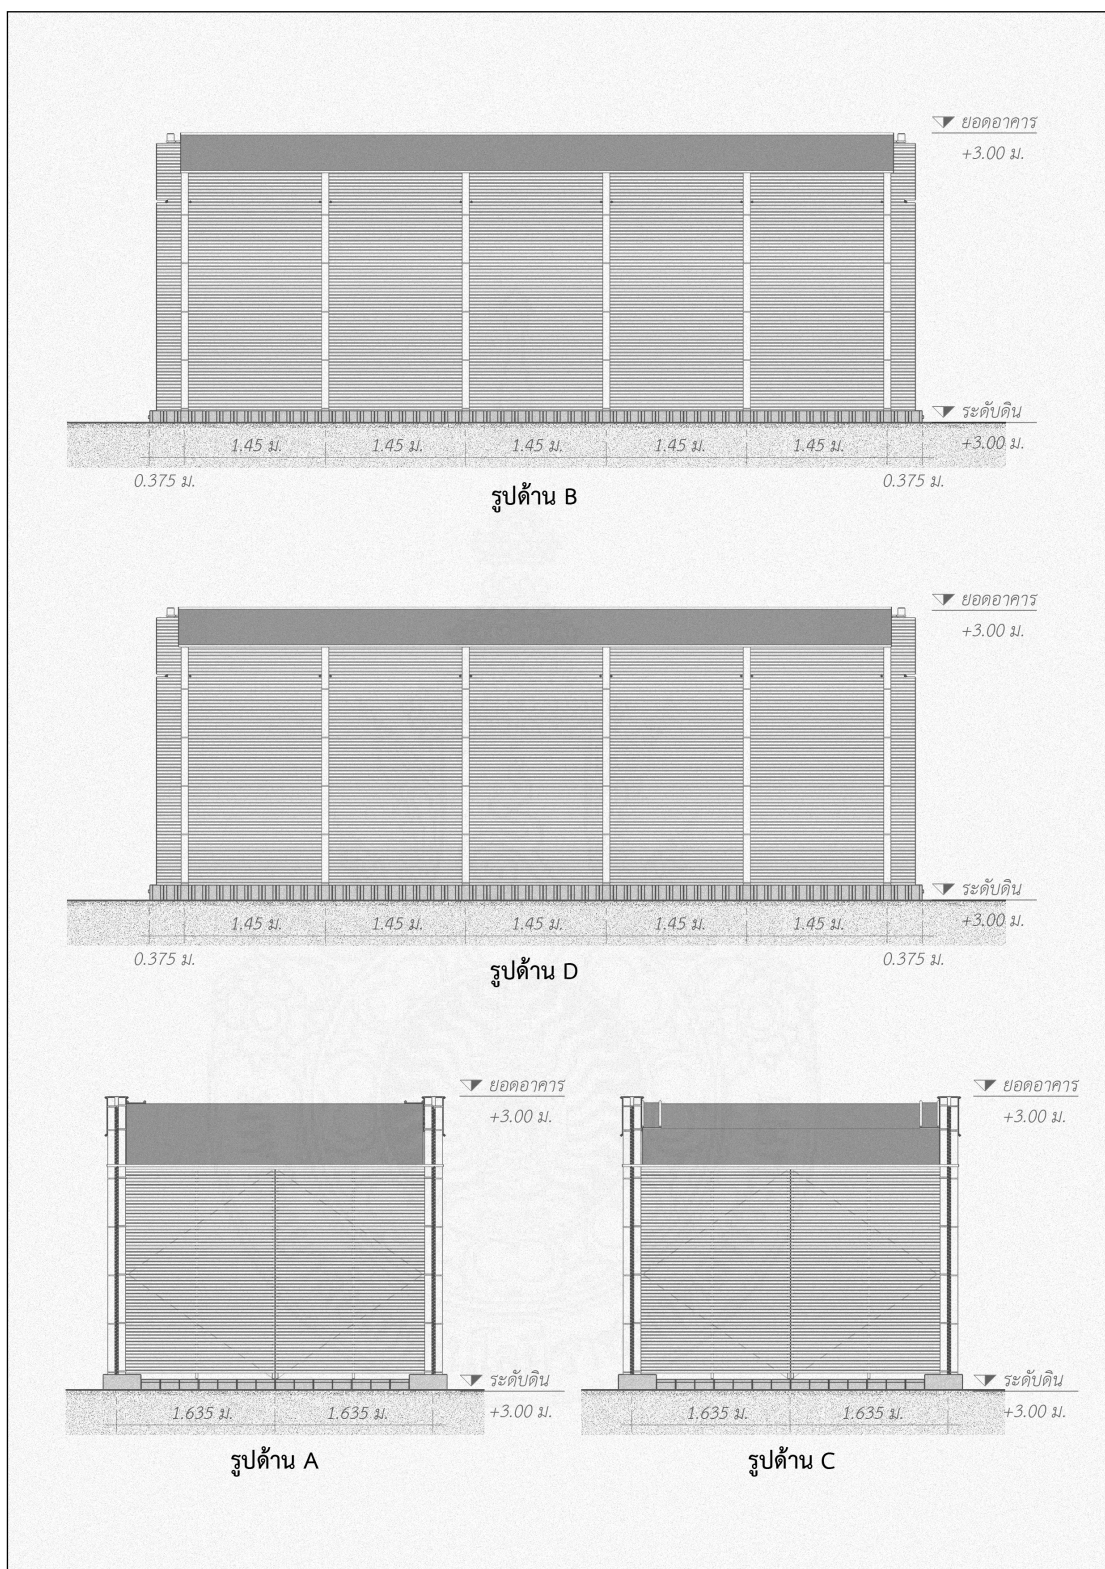 ยอดอาคาร
+3.00 ม.
ระดับดิน
1.45 ม. 1.45 ม. 1.45 ม. 1.45 ม. 1.45 ม. +3.00 ม.
0.375 ม. 0.375 ม.
รูปด้าน B
ยอดอาคาร
+3.00 ม.
ระดับดิน
1.45 ม. 1.45 ม. 1.45 ม. 1.45 ม. 1.45 ม. +3.00 ม.
0.375 ม. 0.375 ม.
รูปด้าน D
ยอดอาคาร ยอดอาคาร
+3.00 ม. +3.00 ม.
ระดับดิน ระดับดิน
1.635 ม. 1.635 ม. +3.00 ม. 1.635 ม. 1.635 ม. +3.00 ม.
รูปด้าน A รูปด้าน C